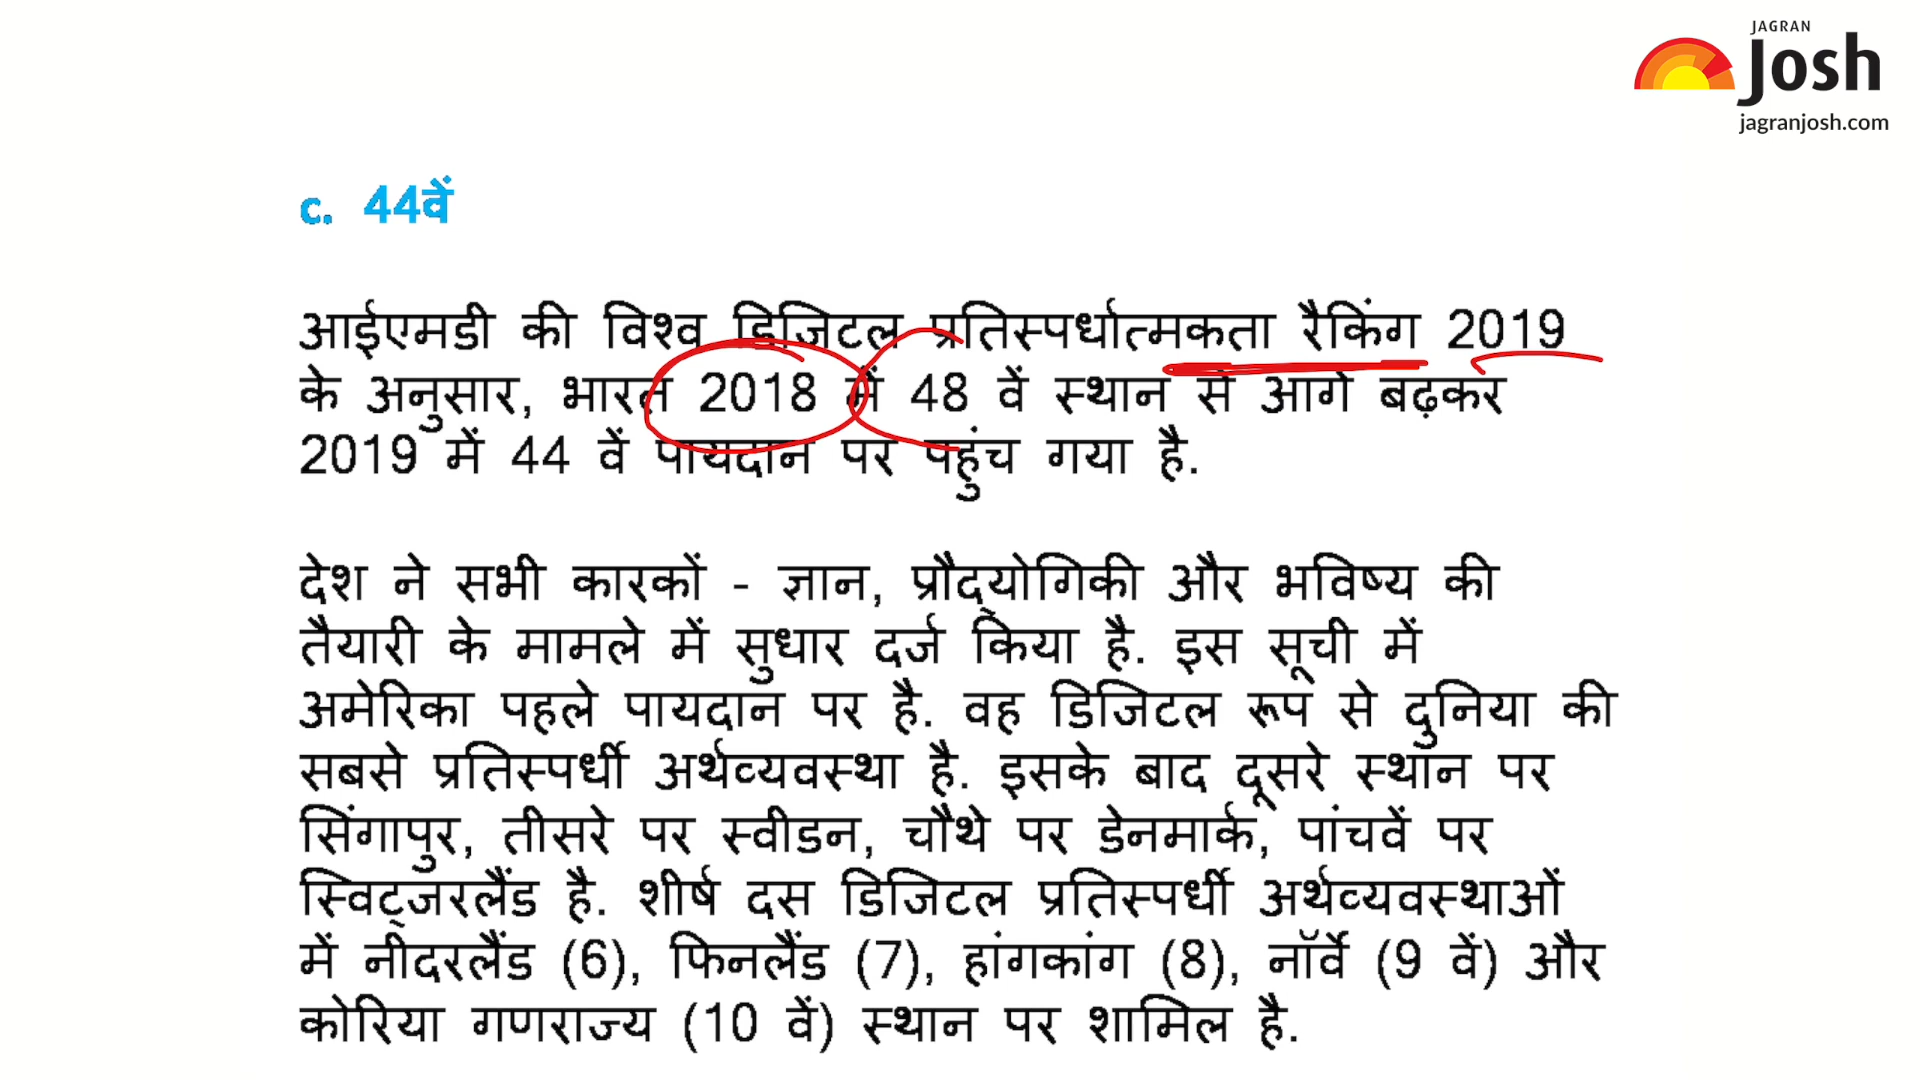 JAGRAN
Josh
jagranjosh.com
c. 44वें
आईएमडी की विश्व डिजिटल प्रतिस्पर्धात्मकता रैकिंग 2019
के अनुसार, भारत 2018 में 48 वें स्थान से आगे बढ़कर
2019 में 44 वें पायदान पर पहुंच गया है.
देश ने सभी कारकों - ज्ञान, प्रौद्योगिकी और भविष्य की
तैयारी के मामले में सुधार दर्ज किया है. इस सूची में
अमेरिका पहले पायदान पर है. वह डिजिटल रूप से दुनिया की
सबसे प्रतिस्पर्धी अर्थव्यवस्था है. इसके बाद दूसरे स्थान पर
सिंगापुर, तीसरे पर स्वीडन, चौथे पर डेनमार्क, पांचवें पर
स्विट्जरलैंड है. शीर्ष दस डिजिटल प्रतिस्पर्धी अर्थव्यवस्थाओं
में नीदरलैंड (6), फिनलैंड (7), हांगकांग (8), नॉर्वे (9 वें) और
कोरिया गणराज्य (10 वें) स्थान पर शामिल है.